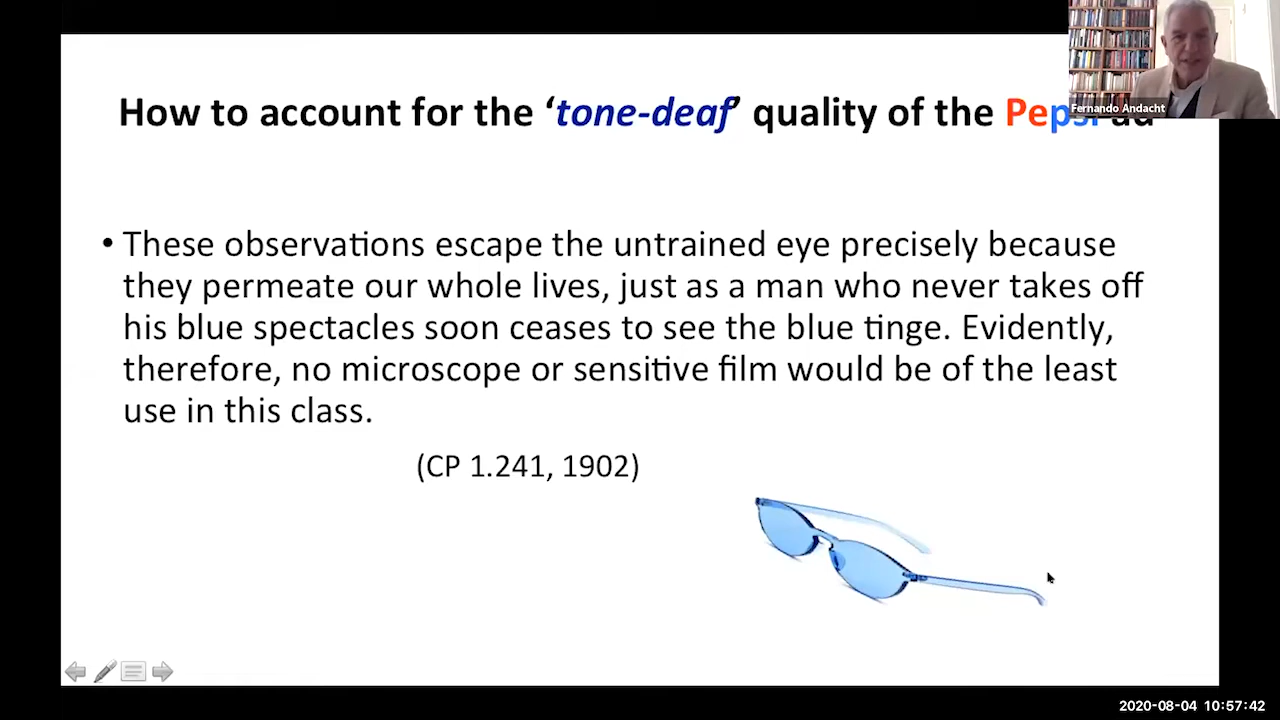 How to account for the ‘tone-deaf’ quality of the Pepsi ad
Fernando Andacht
• These observations escape the untrained eye precisely because
they permeate our whole lives, just as a man who never takes off
his blue spectacles soon ceases to see the blue tinge. Evidently,
therefore, no microscope or sensitive film would be of the least
use in this class.
(CP 1.241, 1902)
2020-08-04 10:57:42